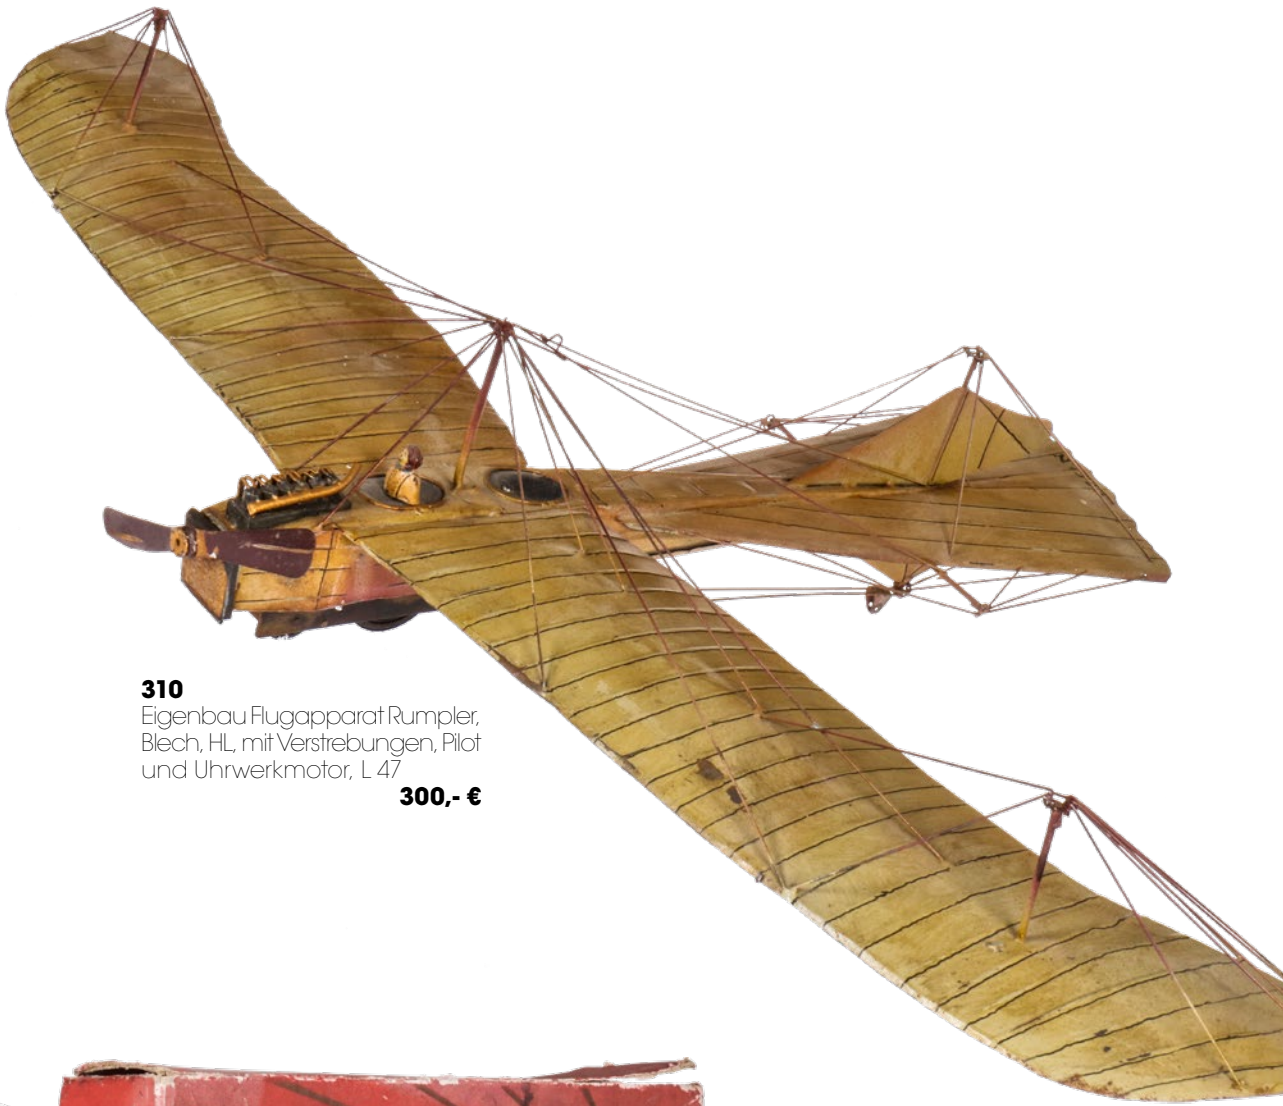 310
Eigenbau Flugapparat Rumpler,
Blech, HL, mit Verstrebungen, Pilot
und Uhrwerkmotor, L 47
300,- €